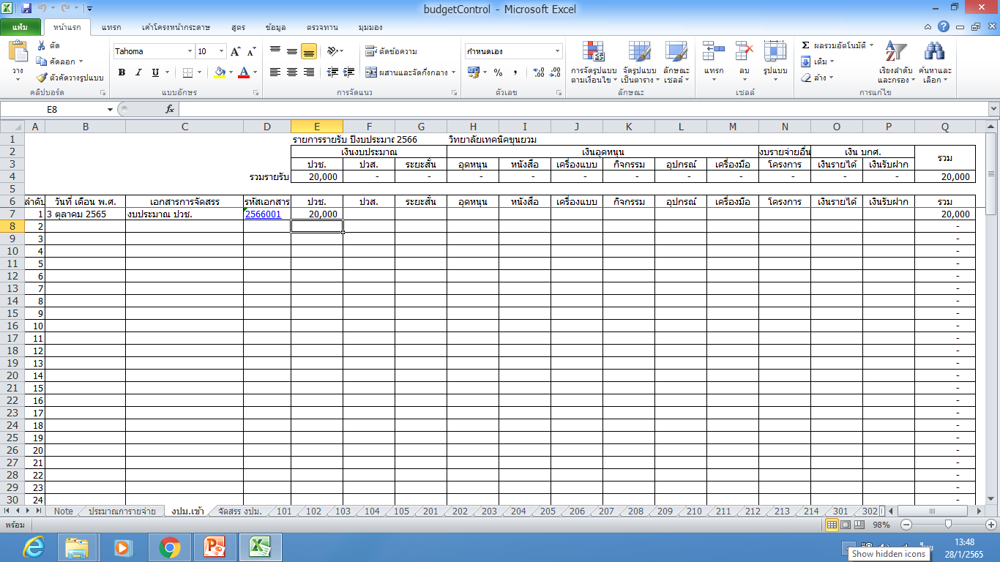 budgetControl - Microsoft Excel
แฟ้ม หน้าแรก แทรก เค้าโครงหน้ากระดาษ สูตร ข้อมูล ตรวจทาน มุมมอง
วาง ตัด คัดลอก ตัวคัดวางรูปแบบ คลิปบอร์ด
Tahoma 10 B I U แบบอักษร
ตัดข้อความ ผสานและจัดกึ่งกลาง การจัดแนว
กำหนดเอง % ตัวเลข
การจัดรูปแบบตามเงื่อนไข จัดรูปแบบเป็นตาราง ลักษณะเซลล์ ลักษณะ
แทรก ลบ รูปแบบ เซลล์
Σ ผลรวมอัตโนมัติ เติม ล้าง เรียงลำดับและกรอง ค้นหาและเลือก การแก้ไข
E8 fx
A B C D E F G H I J K L M N O P Q
1 รายการรายรับ ปีงบประมาณ 2566 วิทยาลัยเทคนิคขุนยวม
2 เงินงบประมาณ เงินอุดหนุน งบรายจ่ายอื่น เงิน บกศ. รวม
3 ปวช. ปวส. ระยะสั้น อุดหนุน หนังสือ เครื่องแบบ กิจกรรม อุปกรณ์ เครื่องมือ โครงการ เงินรายได้ เงินรับฝาก
4 รวมรายรับ 20,000 - - - - - - - - - - - 20,000
5
6 ลำดับ วันที่ เดือน พ.ศ. เอกสารการจัดสรร รหัสเอกสาร ปวช. ปวส. ระยะสั้น อุดหนุน หนังสือ เครื่องแบบ กิจกรรม อุปกรณ์ เครื่องมือ โครงการ เงินรายได้ เงินรับฝาก รวม
7 1 3 ตุลาคม 2565 งบประมาณ ปวช. 2566001 20,000 20,000
8 2 -
9 3 -
10 4 -
11 5 -
12 6 -
13 7 -
14 8 -
15 9 -
16 10 -
17 11 -
18 12 -
19 13 -
20 14 -
21 15 -
22 16 -
23 17 -
24 18 -
25 19 -
26 20 -
27 21 -
28 22 -
29 23 -
30 24 -
Note ประมาณการายจ่าย งปม.เข้า จัดสรร งปม. 101 102 103 104 105 201 202 203 204 205 206 207 208 209 210 211 212 213 214 301 302
พร้อม 98%
13:48
Show hidden icons 28/1/2565